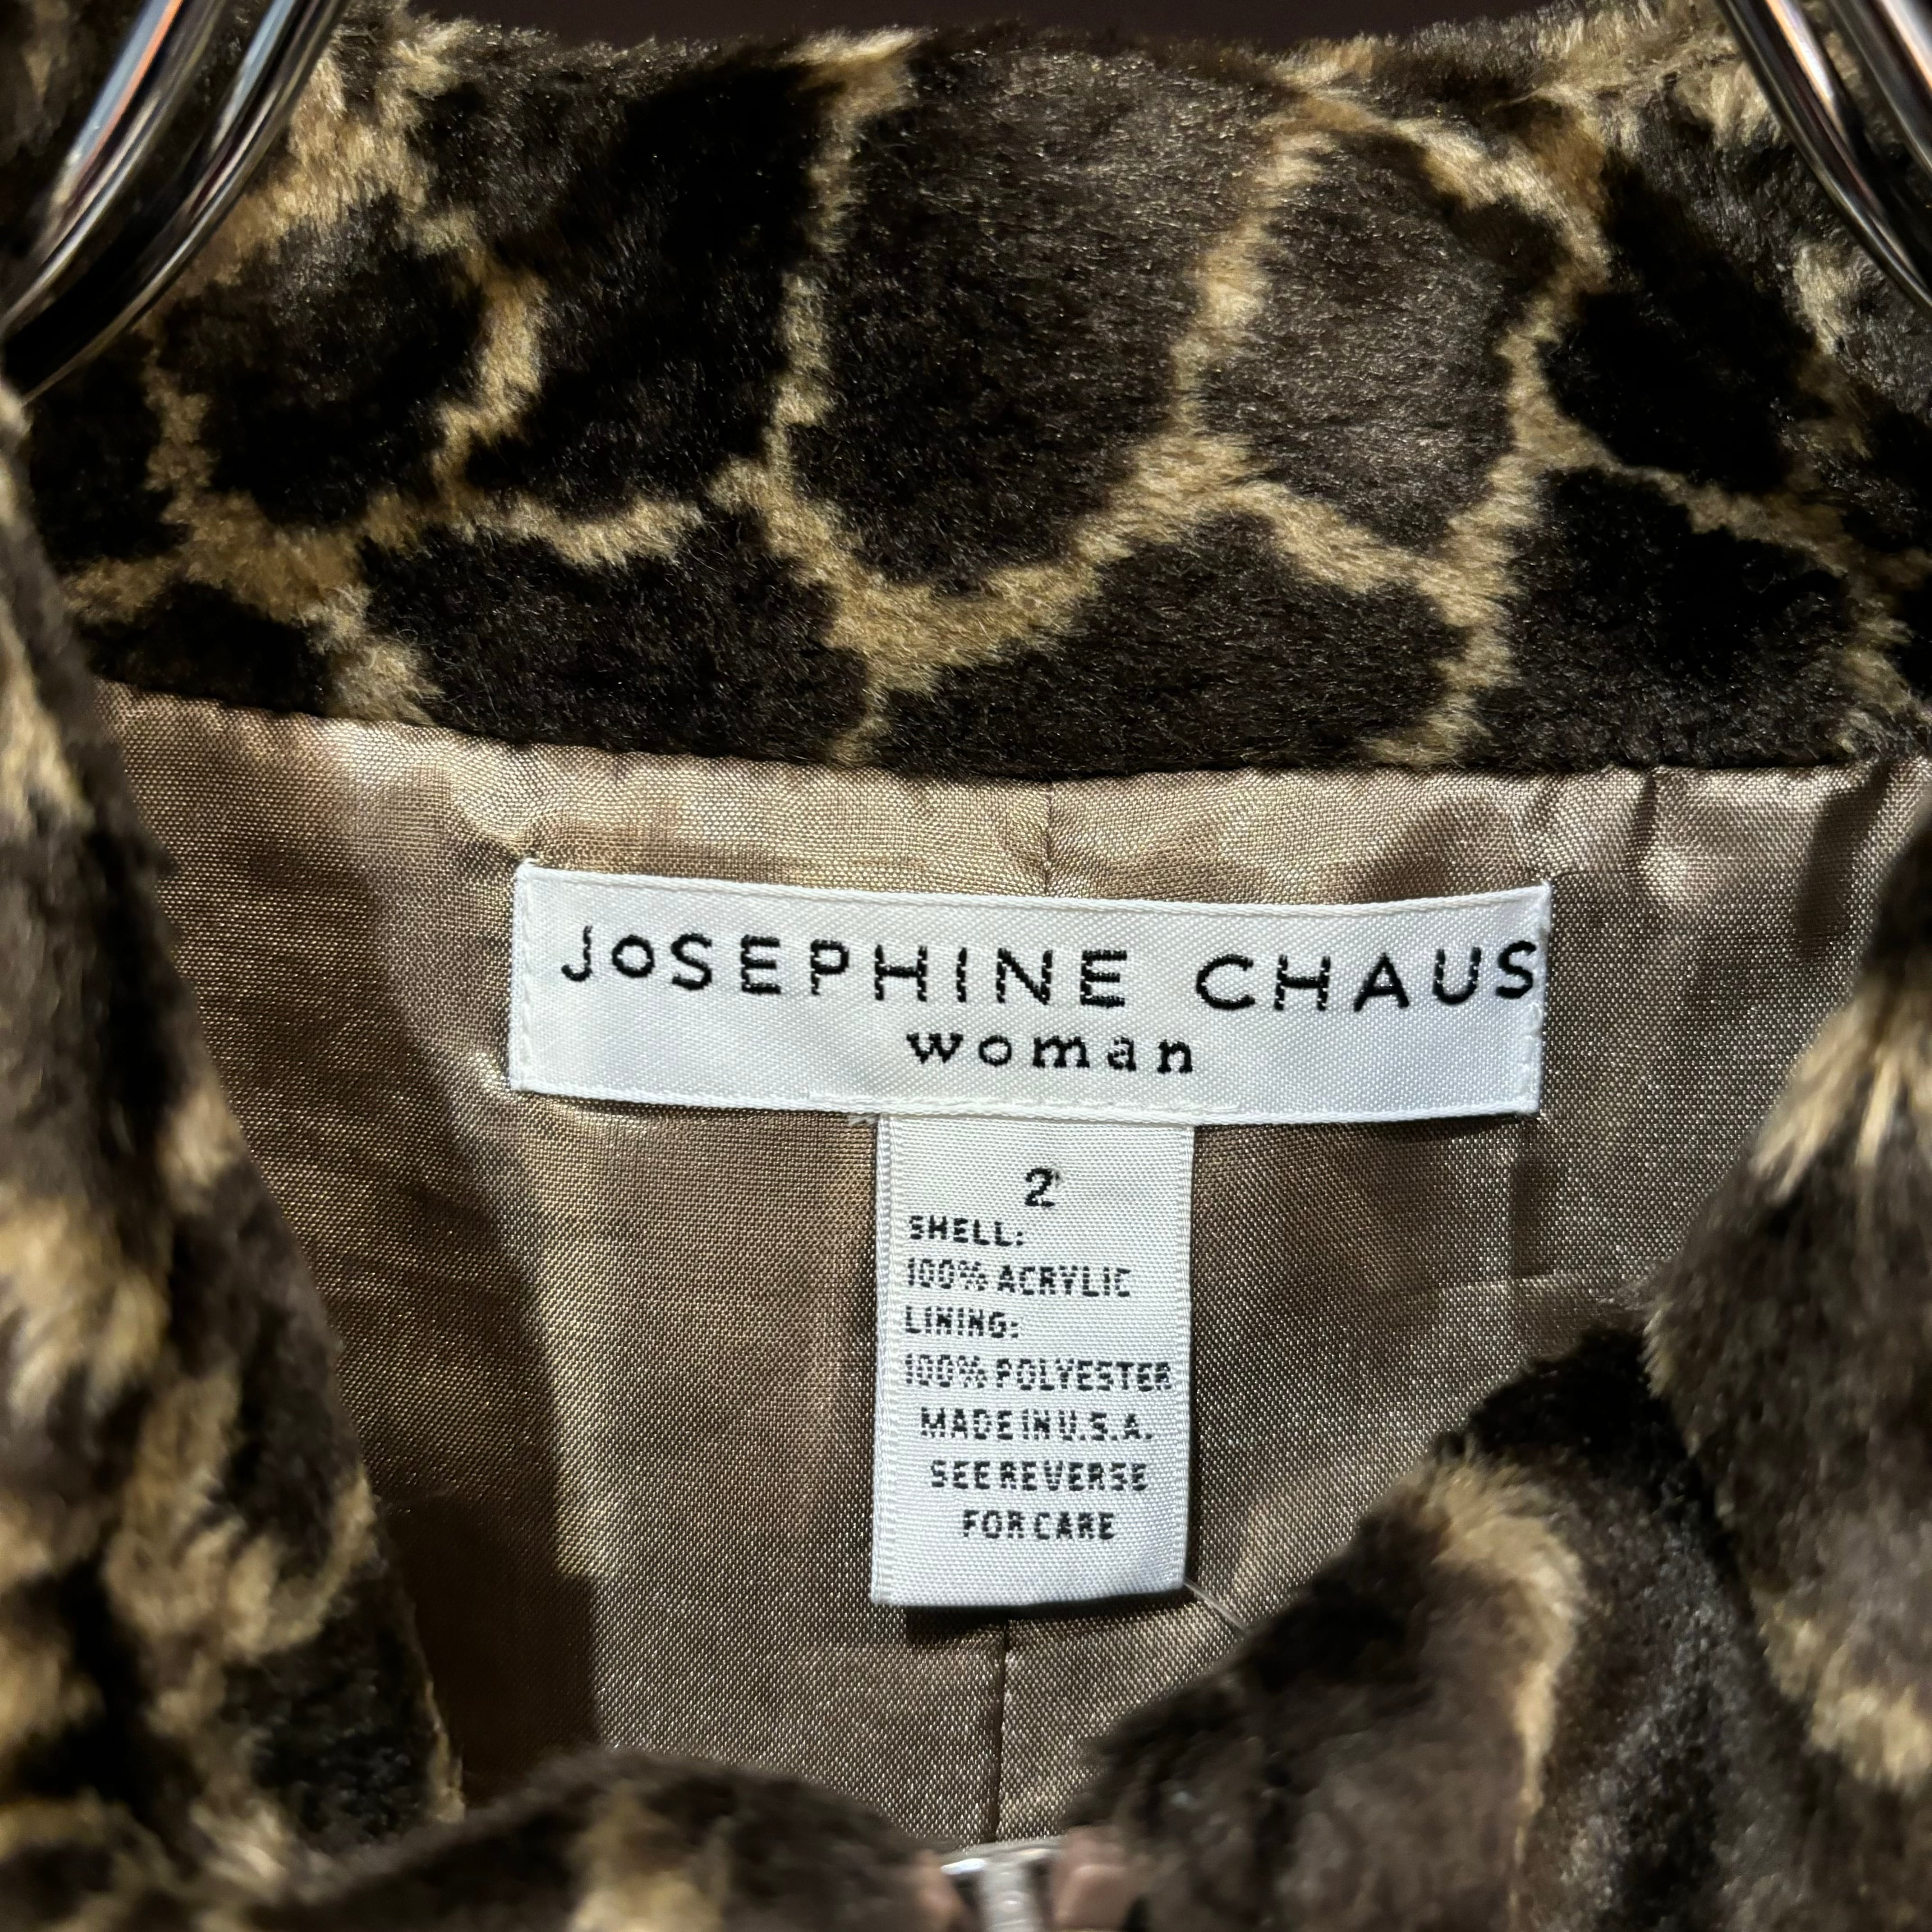 JoSEPHINE CHAUS
woman
2
SHELL:
100% ACRYLIC
LINING:
100% POLYESTER
MADE IN U.S.A.
SEE REVERSE
FOR CARE